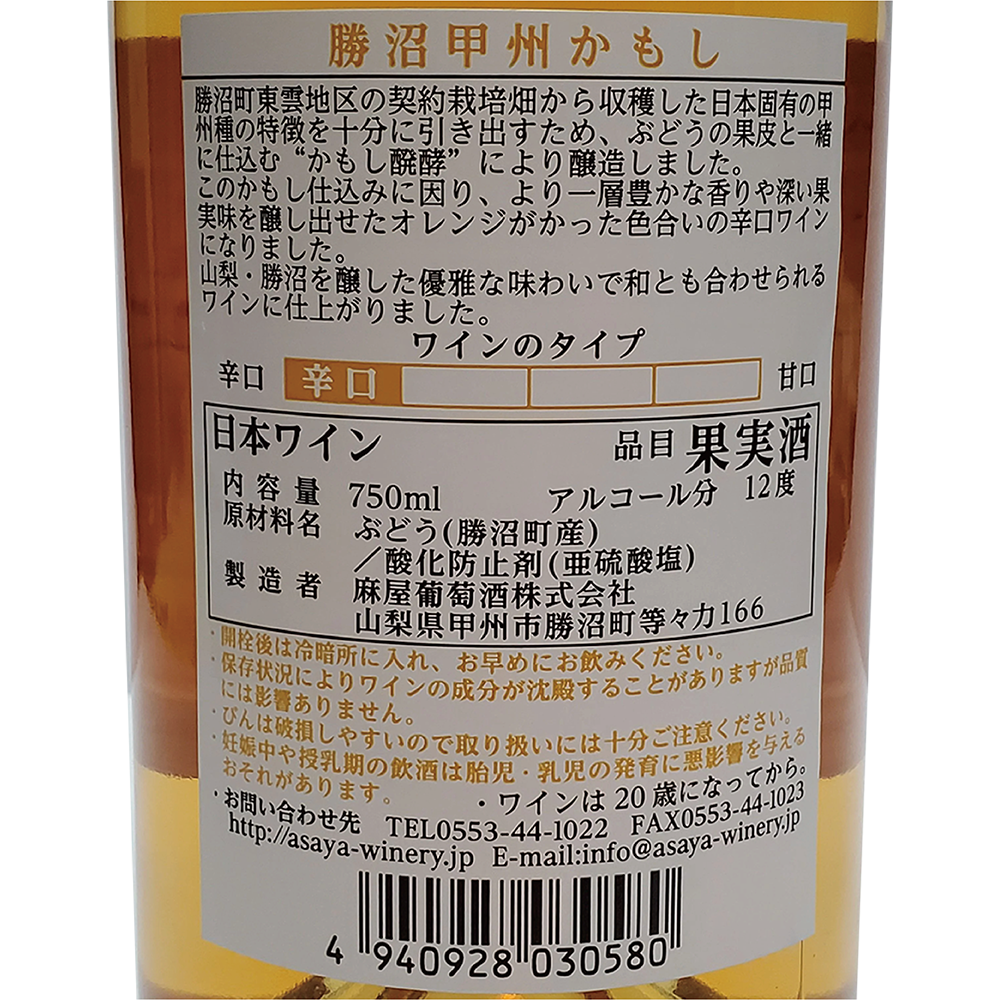 勝沼甲州かもし
勝沼町東雲地区の契約栽培畑から収穫した日本固有の甲
州種の特徴を十分に引き出すため、ぶどうの果皮と一緒
に仕込む“かもし醗酵”により醸造しました。
このかもし仕込みに因り、より一層豊かな香りや深い果
実味を醸し出せたオレンジがかった色合いの辛口ワイン
になりました。
山梨・勝沼を醸した優雅な味わいで和とも合わせられる
ワインに仕上がりました。
ワインのタイプ
辛口 辛口 甘口
日本ワイン 品目 果実酒
内容量 750ml アルコール分 12度
原材料名 ぶどう(勝沼町産)
／酸化防止剤(亜硫酸塩)
製造者 麻屋葡萄酒株式会社
山梨県甲州市勝沼町等々力166
・開栓後は冷暗所に入れ、お早めにお飲みください。
・保存状況によりワインの成分が沈殿することがありますが品質
には影響ありません。
・びんは破損しやすいので取り扱いには十分ご注意ください。
・妊娠中や授乳期の飲酒は胎児・乳児の発育に悪影響を与える
おそれがあります。 ・ワインは20歳になってから。
・お問い合わせ先 TEL0553-44-1022 FAX0553-44-1023
http://asaya-winery.jp E-mail:info@asaya-winery.jp
4 940928 030580